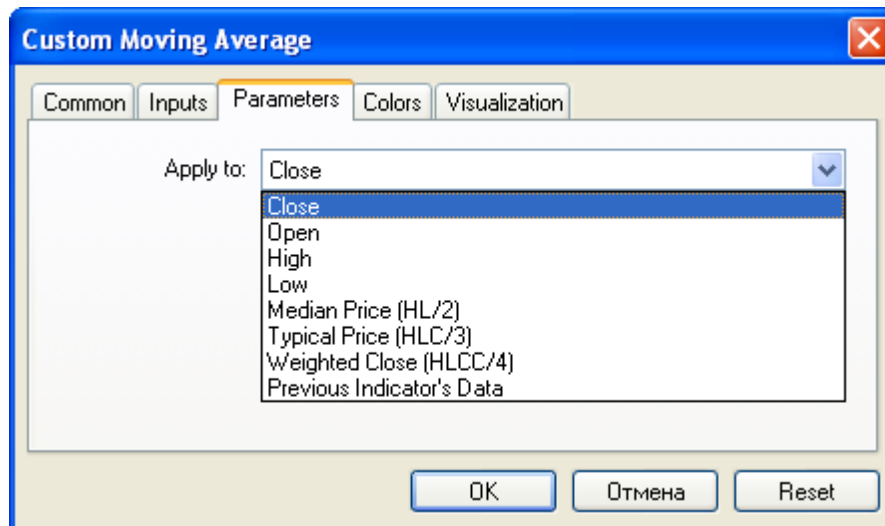 Custom Moving Average
Common Inputs Parameters Colors Visualization
Apply to: Close
Close
Open
High
Low
Median Price (HL/2)
Typical Price (HLC/3)
Weighted Close (HLCC/4)
Previous Indicator's Data
OK Отмена Reset